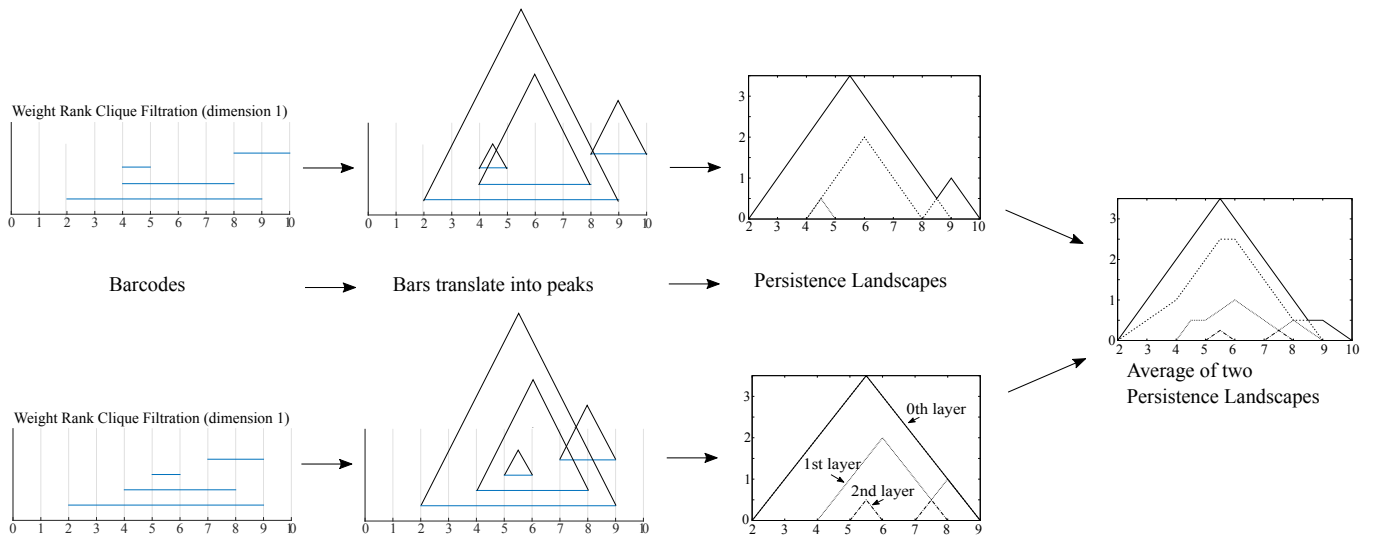 Weight Rank Clique Filtration (dimension 1)
0 1 2 3 4 5 6 7 8 9 10
0 1 2 3 4 5 6 7 8 9 10
3
2
1
0
2 3 4 5 6 7 8 9 10
Barcodes
Bars translate into peaks
Persistence Landscapes
3
2
1
0
2 3 4 5 6 7 8 9 10
Average of two
Persistence Landscapes
Weight Rank Clique Filtration (dimension 1)
0 1 2 3 4 5 6 7 8 9 10
0 1 2 3 4 5 6 7 8 9 10
3
2
1
0
2 3 4 5 6 7 8 9
0th layer
1st layer
2nd layer